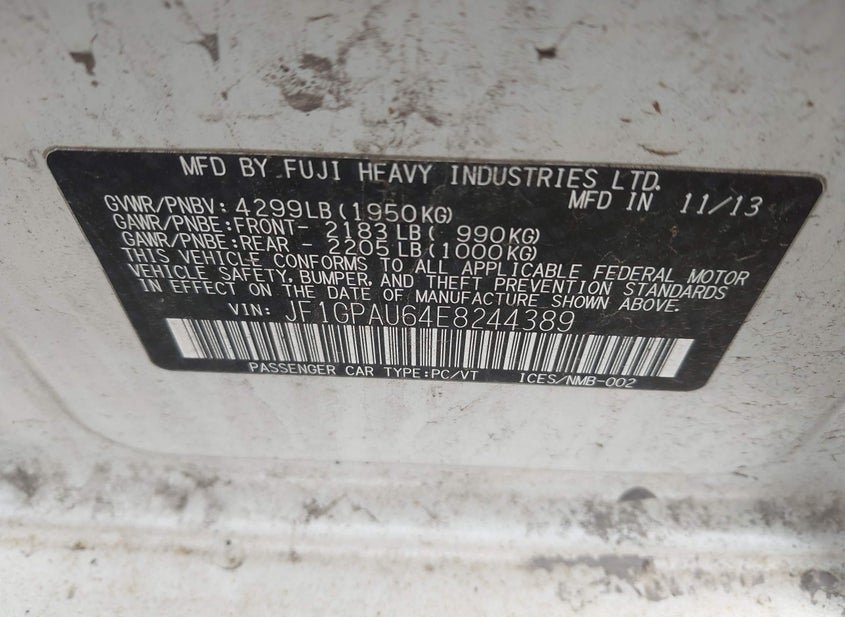 MFD BY FUJI HEAVY INDUSTRIES LTD.
MFD IN 11/13
GVWR/PNBV: 4299LB(1950KG)
GAWR/PNBE:FRONT- 2183LB( 990KG)
GAWR/PNBE:REAR - 2205LB(1000KG)
THIS VEHICLE CONFORMS TO ALL APPLICABLE FEDERAL MOTOR
VEHICLE SAFETY, BUMPER, AND THEFT PREVENTION STANDARDS
IN EFFECT ON THE DATE OF MANUFACTURE SHOWN ABOVE.
VIN: JF1GPAU64E8244389
PASSENGER CAR TYPE:PC/VT ICES/NMB-002